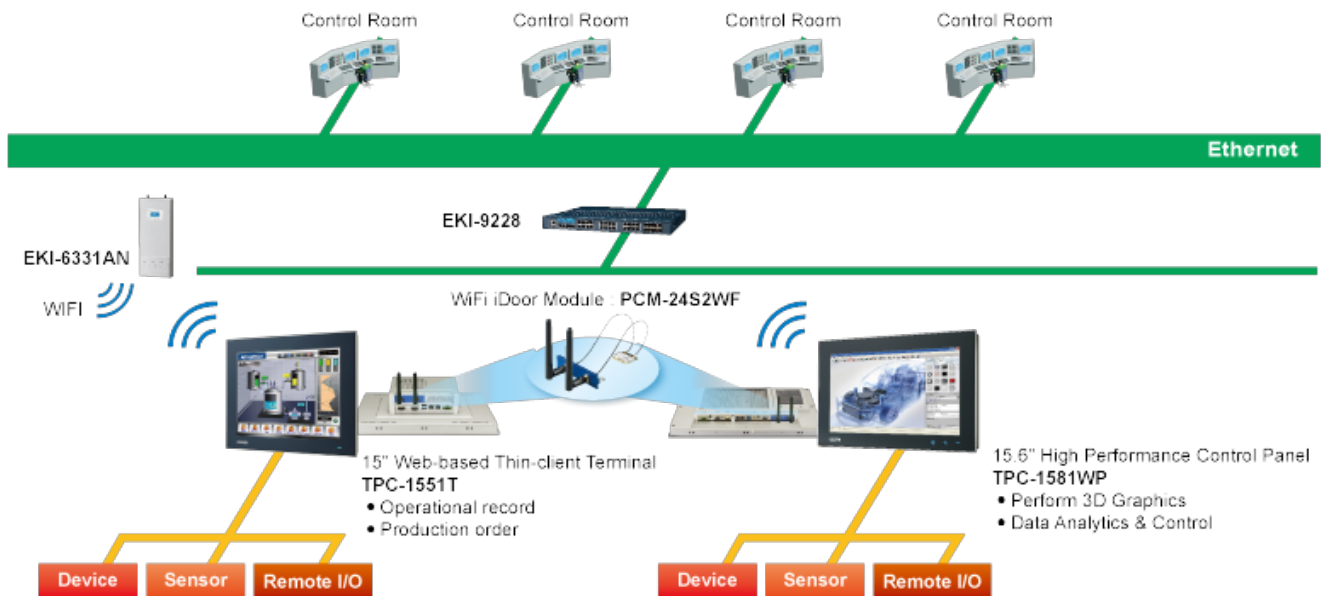 Control Room
Control Room
Control Room
Control Room
Ethernet
EKI-9228
EKI-6331AN
WIFI
WiFi iDoor Module : PCM-24S2WF
15" Web-based Thin-client Terminal
TPC-1551T
• Operational record
• Production order
15.6" High Performance Control Panel
TPC-1581WP
• Perform 3D Graphics
• Data Analytics & Control
Device
Sensor
Remote I/O
Device
Sensor
Remote I/O